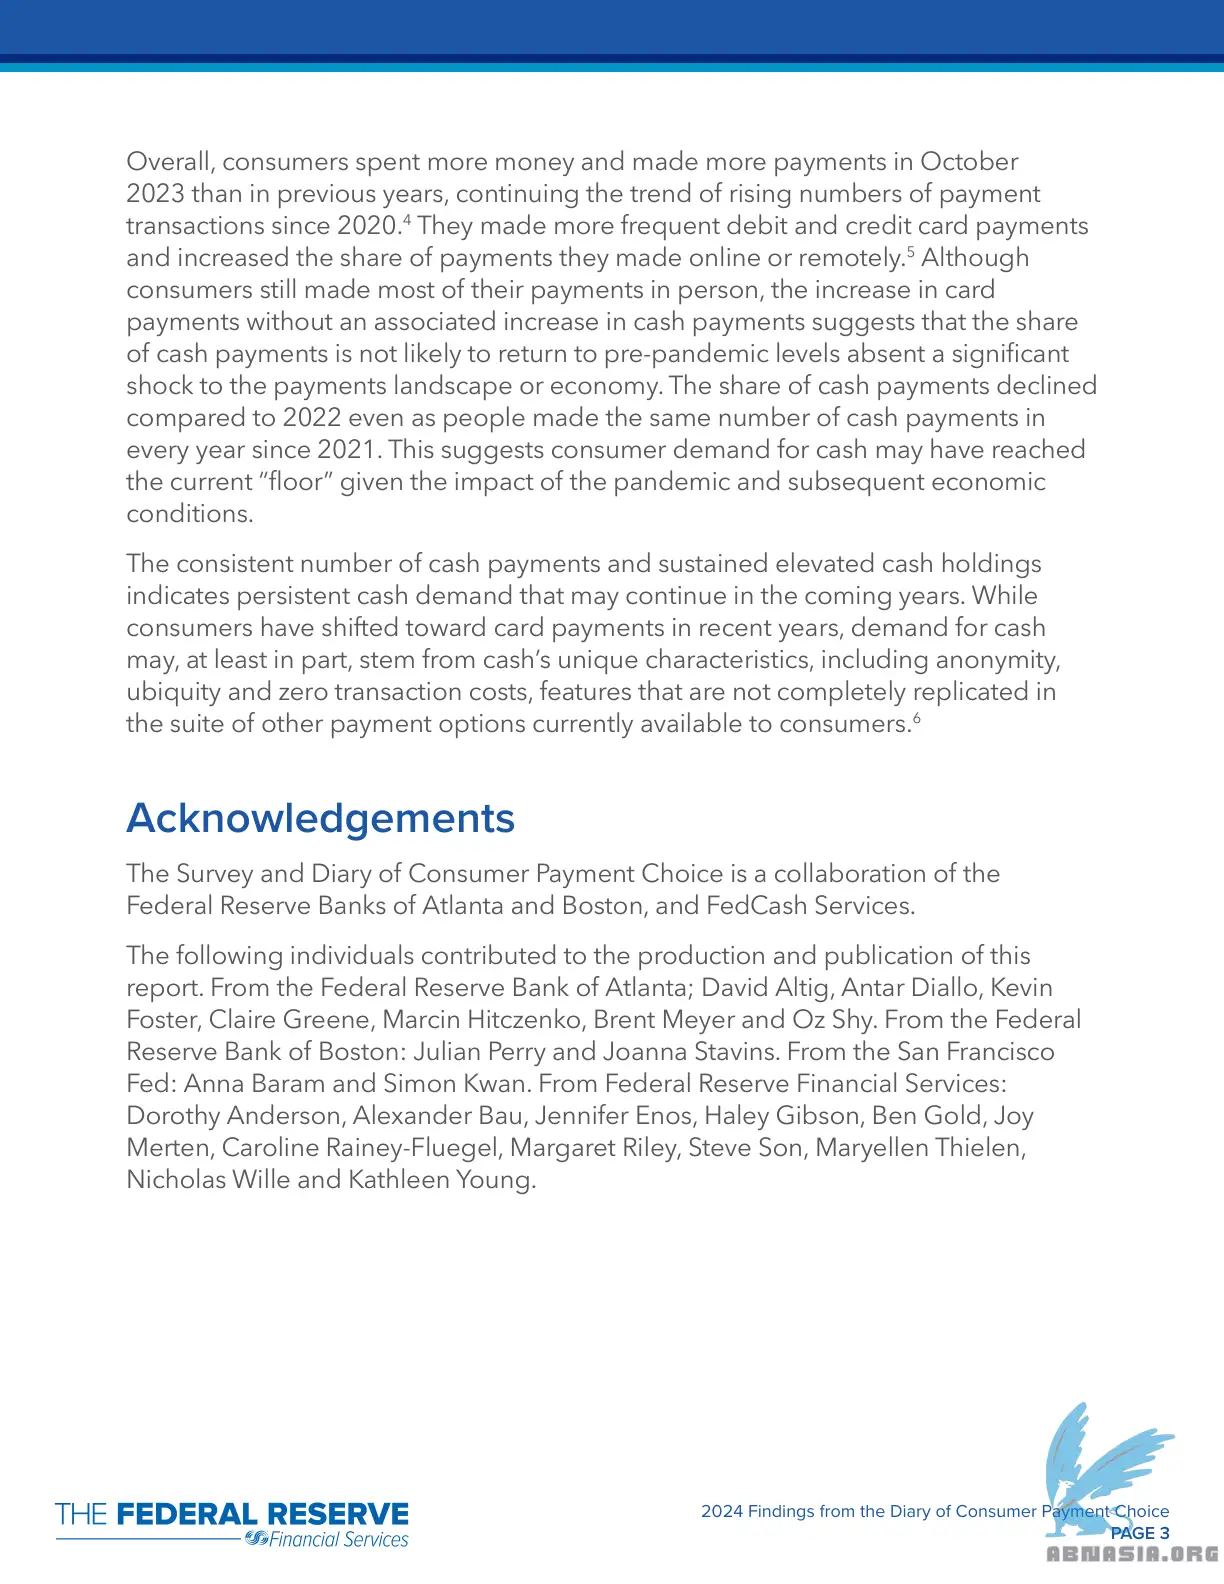 Overall, consumers spent more money and made more payments in October
2023 than in previous years, continuing the trend of rising numbers of payment
transactions since 2020.4 They made more frequent debit and credit card payments
and increased the share of payments they made online or remotely.5 Although
consumers still made most of their payments in person, the increase in card
payments without an associated increase in cash payments suggests that the share
of cash payments is not likely to return to pre-pandemic levels absent a significant
shock to the payments landscape or economy. The share of cash payments declined
compared to 2022 even as people made the same number of cash payments in
every year since 2021. This suggests consumer demand for cash may have reached
the current “floor” given the impact of the pandemic and subsequent economic
conditions.
The consistent number of cash payments and sustained elevated cash holdings
indicates persistent cash demand that may continue in the coming years. While
consumers have shifted toward card payments in recent years, demand for cash
may, at least in part, stem from cash’s unique characteristics, including anonymity,
ubiquity and zero transaction costs, features that are not completely replicated in
the suite of other payment options currently available to consumers.6
Acknowledgements
The Survey and Diary of Consumer Payment Choice is a collaboration of the
Federal Reserve Banks of Atlanta and Boston, and FedCash Services.
The following individuals contributed to the production and publication of this
report. From the Federal Reserve Bank of Atlanta; David Altig, Antar Diallo, Kevin
Foster, Claire Greene, Marcin Hitczenko, Brent Meyer and Oz Shy. From the Federal
Reserve Bank of Boston: Julian Perry and Joanna Stavins. From the San Francisco
Fed: Anna Baram and Simon Kwan. From Federal Reserve Financial Services:
Dorothy Anderson, Alexander Bau, Jennifer Enos, Haley Gibson, Ben Gold, Joy
Merten, Caroline Rainey-Fluegel, Margaret Riley, Steve Son, Maryellen Thielen,
Nicholas Wille and Kathleen Young.
THE FEDERAL RESERVE
Financial Services
2024 Findings from the Diary of Consumer Payment Choice
PAGE 3
ABNASIA.ORG